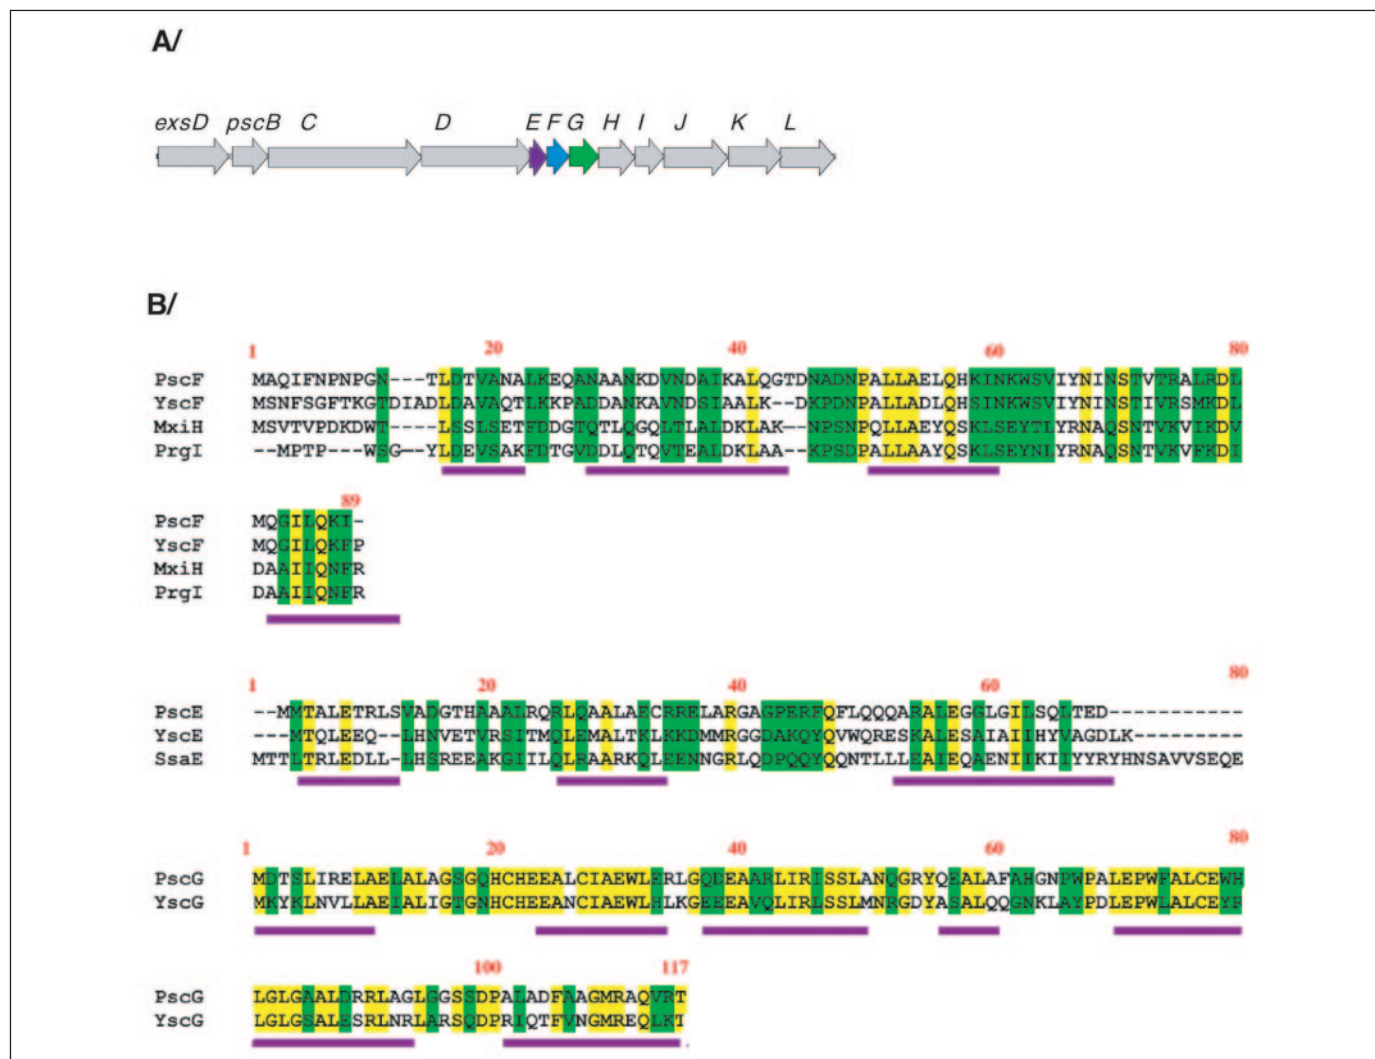 A/
exsD pscB C D E F G H I J K L
B/
1 20 40 60 80
PscF MAQIFNPNPGN---TLDTVANALKEQANAANKDVNDAIKALQGTDNADNPALLAELQHKINKWSVIYNINSTVTRALRDL
YscF MSNFSGFTKGTDIADLDAVAQTLKKPADDANKAVNDSIAALK--DKPDNPALLADLQHSINKWSVIYNINSTIVRSMKDL
MxiH MSVTVPDKDWT----LSSLSETFDDGTQTLQGQLTLALDKLAK--NPSNPQLLAEYQSKLSEYTLYRNAQSNTVKVIKDV
PrgI --MPTP---WSG--YLDEVSAKFDTGVDDLQTQVTEALDKLAA--KPSDPALLAAYQSKLSEYNLYRNAQSNTVKVFKDI
89
PscF MQGILQKI-
YscF MQGILQKFP
MxiH DAAIIQNFR
PrgI DAAIIQNFR
1 20 40 60 80
PscE --MMTALETRLSVADGTHAAALRQRLQAALAECRRELARGAGPERFQFLQQQARALEGGLGILSQLTED-----------
YscE ---MTQLEEQ--LHNVETVRSITMQLEMALTKLKKDMMRGGDAKQYQVWQRESKALESAIAIIHYVAGDLK---------
SsaE MTTLTRLEDLL-LHSREEAKGIILQLRAARKQLEENNGRLQDPQQYQQNTLLLEAIEQAENIIKIIYYRYHNSAVVSEQE
1 20 40 60 80
PscG MDTSLIRELAELALAGSGQHCHEEALCIAEWLERLGQDEAARLIRISSLANQGRYQEALAFAHGNPWPALEPWFALCEWH
YscG MKYKLNVLLAEIALIGTGNHCHEEANCIAEWLHLKGEEEAVQLIRLSSLMNRGDYASALQQGNKLAYPDLEPWLALCEYR
100 117
PscG LGLGAALDRRLAGLGGSSDPALADFAAGMRAQVRT
YscG LGLGSALESRLNRLARSQDPRIQTFVNGMREQLKT